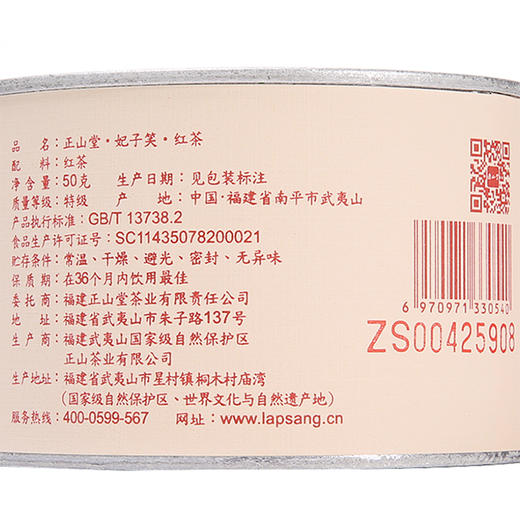 品　　名：正山堂·妃子笑·红茶
配　　料：红茶
净 含 量：50克　生产日期：见包装标注
质量等级：特级　产　　地：中国·福建省南平市武夷山
产品执行标准：GB/T 13738.2
食品生产许可证号：SC11435078200021
贮存条件：常温、干燥、避光、密封、无异味
保 质 期：在36个月内饮用最佳
委 托 商：福建正山堂茶业有限责任公司
地　　址：福建省武夷山市朱子路137号
生 产 商：福建武夷山国家级自然保护区
正山茶业有限公司
生产地址：福建省武夷山市星村镇桐木村庙湾
（国家级自然保护区、世界文化与自然遗产地）
服务热线：400-0599-567　网址：www.lapsang.cn
6 970971 330540
ZS00425908